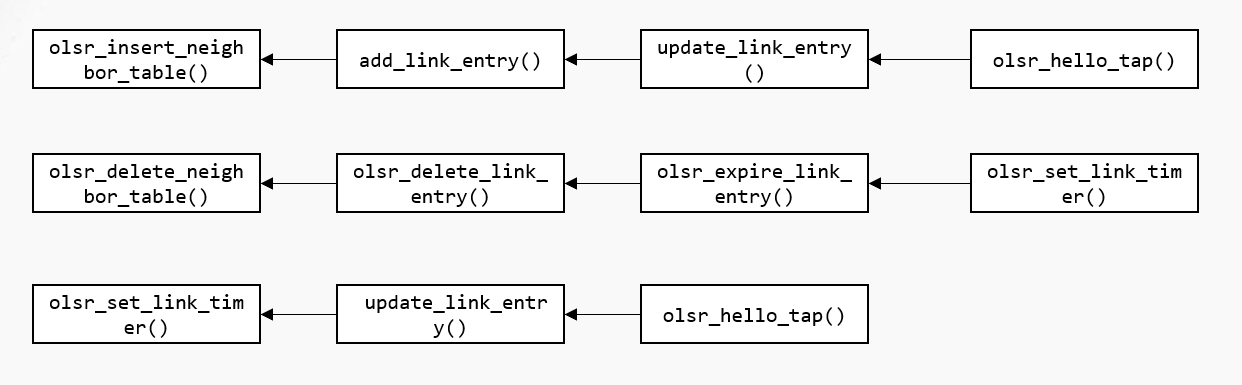 olsr_insert_neigh
bor_table()
add_link_entry()
update_link_entry
()
olsr_hello_tap()
olsr_delete_neigh
bor_table()
olsr_delete_link_
entry()
olsr_expire_link_
entry()
olsr_set_link_tim
er()
olsr_set_link_tim
er()
update_link_entr
y()
olsr_hello_tap()